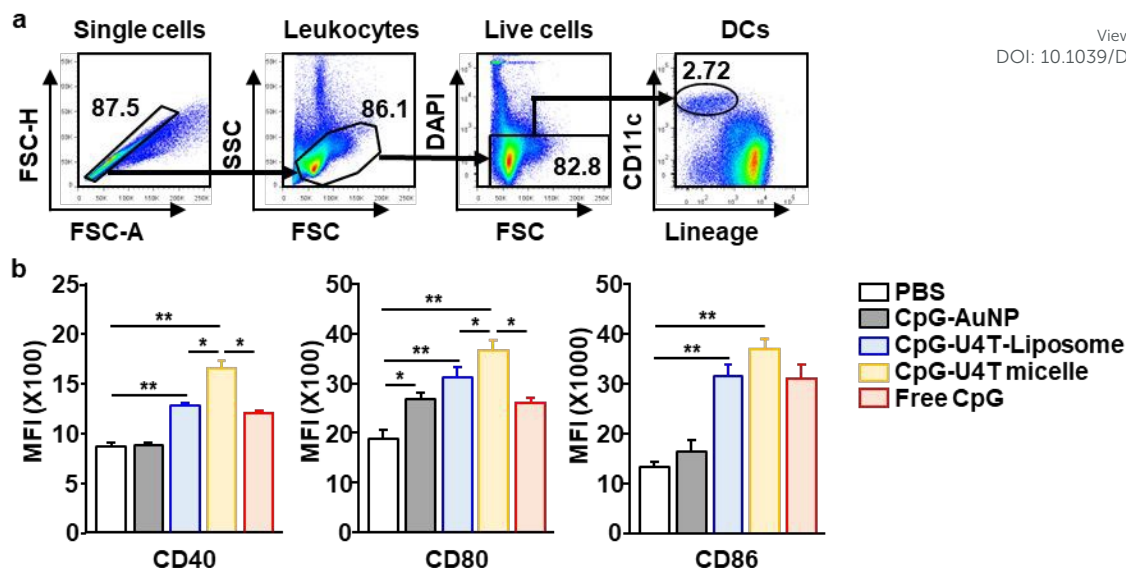 a
Single cells
Leukocytes
Live cells
DCs
View
DOI: 10.1039/D
87.5
86.1
82.8
2.72
FSC-H
SSC
DAPI
CD11c
FSC-A
FSC
FSC
Lineage
b
MFI (X100)
25
20
15
10
5
0
**
*
*
**
CD40
MFI (X100)
50
40
30
20
10
0
**
*
*
**
*
CD80
MFI (X1000)
50
40
30
20
10
0
**
**
CD86
PBS
CpG-AuNP
CpG-U4T-Liposome
CpG-U4T micelle
Free CpG